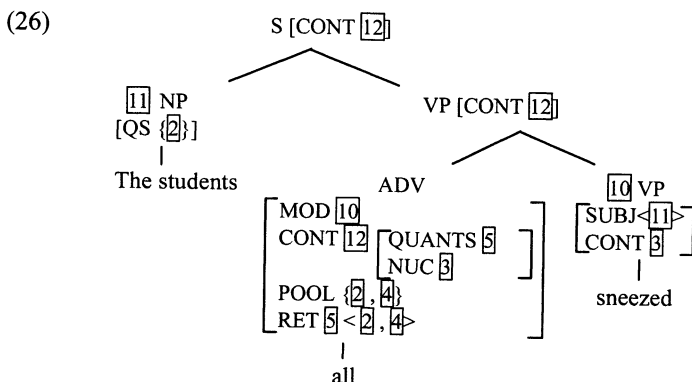 (26)
S [CONT 12]
11 NP
[QS {2}]
VP [CONT 12]
The students
ADV
10 VP
MOD 10
SUBJ<11>
CONT 12 QUANTS 5
CONT 3
NUC 3
POOL {2 , 4}
sneezed
RET 5 < 2 , 4>
all